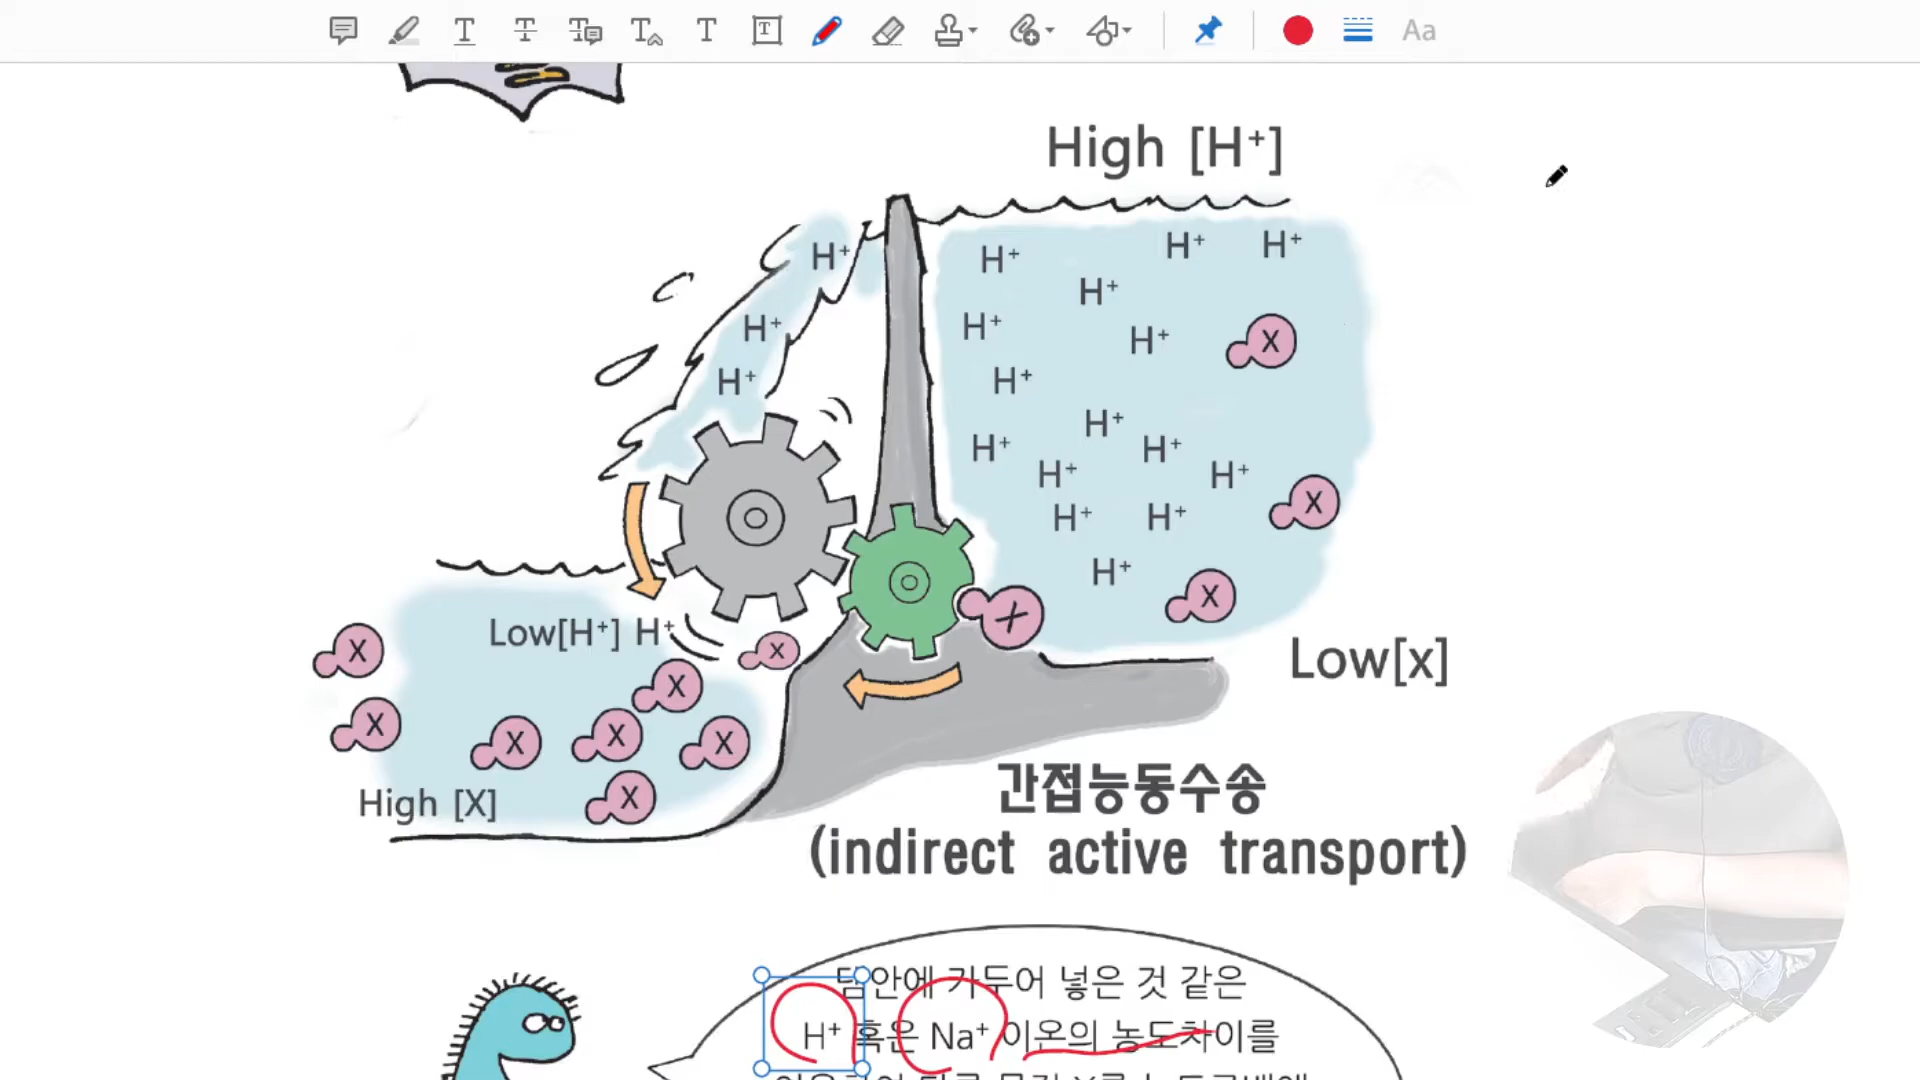 Aa
High [H⁺]
H⁺ H⁺ H⁺ H⁺
H⁺
H⁺ H⁺ H⁺ X
H⁺ H⁺
H⁺
H⁺ H⁺
H⁺ H⁺
H⁺ H⁺ X
H⁺
X X
Low[H⁺] H⁺
X X
X
X
Low[x]
X X X X
High [X]
X
간접능동수송
(indirect active transport)
댐안에 가두어 넣은 것 같은
H⁺ 혹은 Na⁺ 이온의 농도차이를